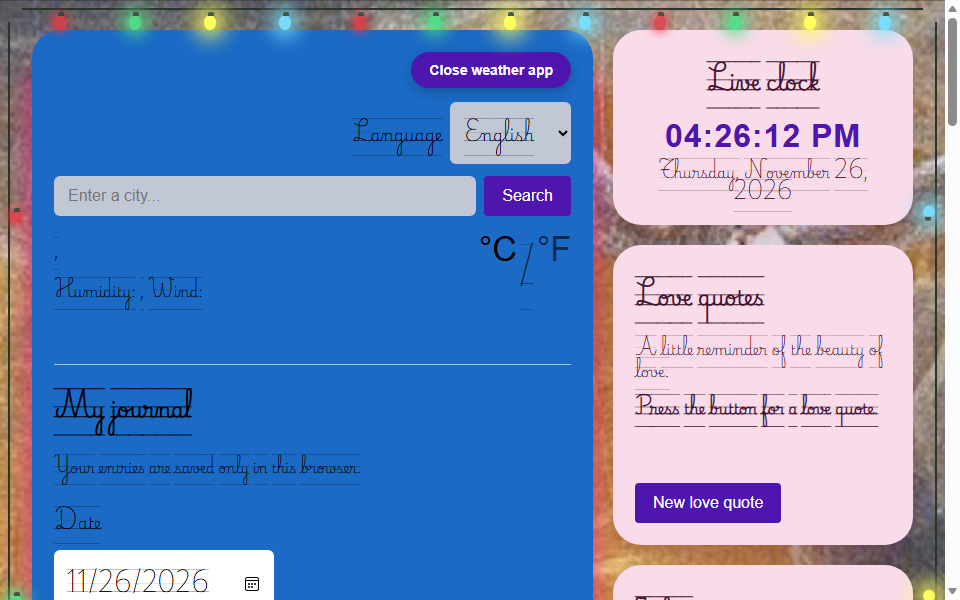 Close weather app
Language English
Enter a city... Search
, °C/°F
Humidity: , Wind:
My journal
Your entries are saved only in this browser.
Date
11/26/2026
Live clock
04:26:12 PM
Thursday, November 26,
2026
Love quotes
A little reminder of the beauty of
love.
Press the button for a love quote.
New love quote